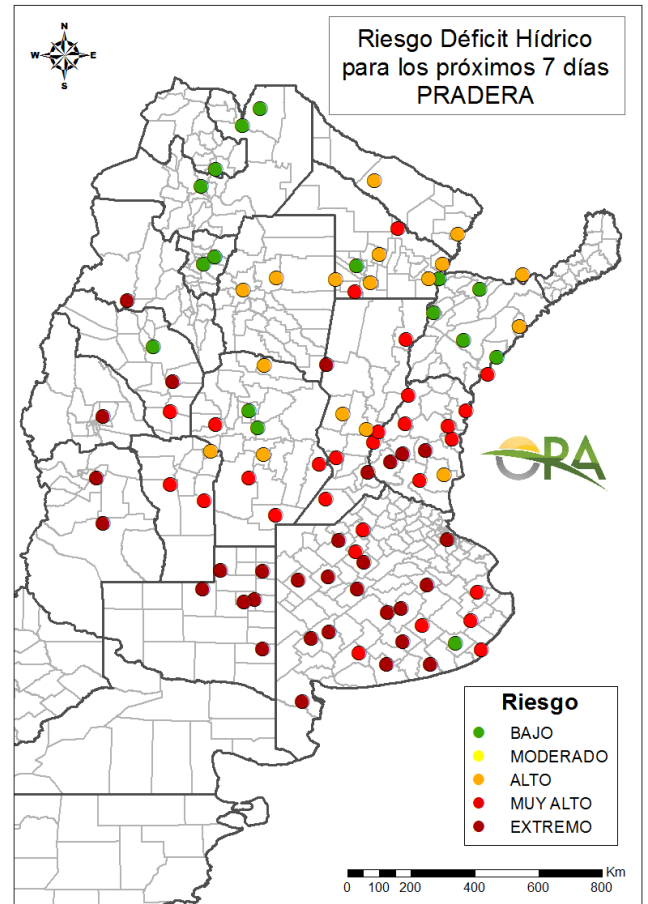 N
W
E
S
Riesgo Déficit Hídrico
para los próximos 7 días
PRADERA
ORA
Riesgo
BAJO
MODERADO
ALTO
MUY ALTO
EXTREMO
Km
0 100 200 400 600 800